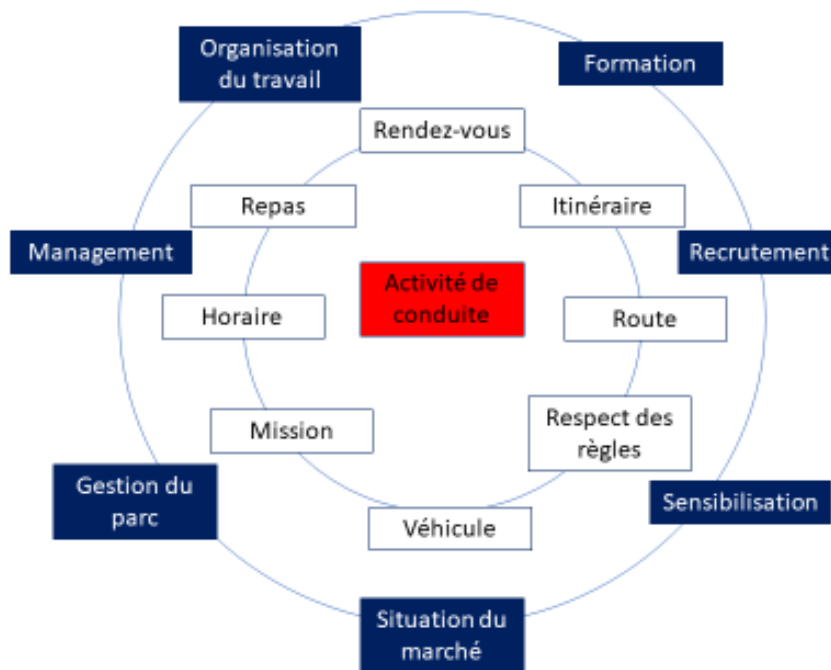 Organisation
du travail
Formation
Rendez-vous
Repas
Itinéraire
Management
Recrutement
Activité de
conduite
Horaire
Route
Mission
Respect des
règles
Gestion du
parc
Sensibilisation
Véhicule
Situation du
marché